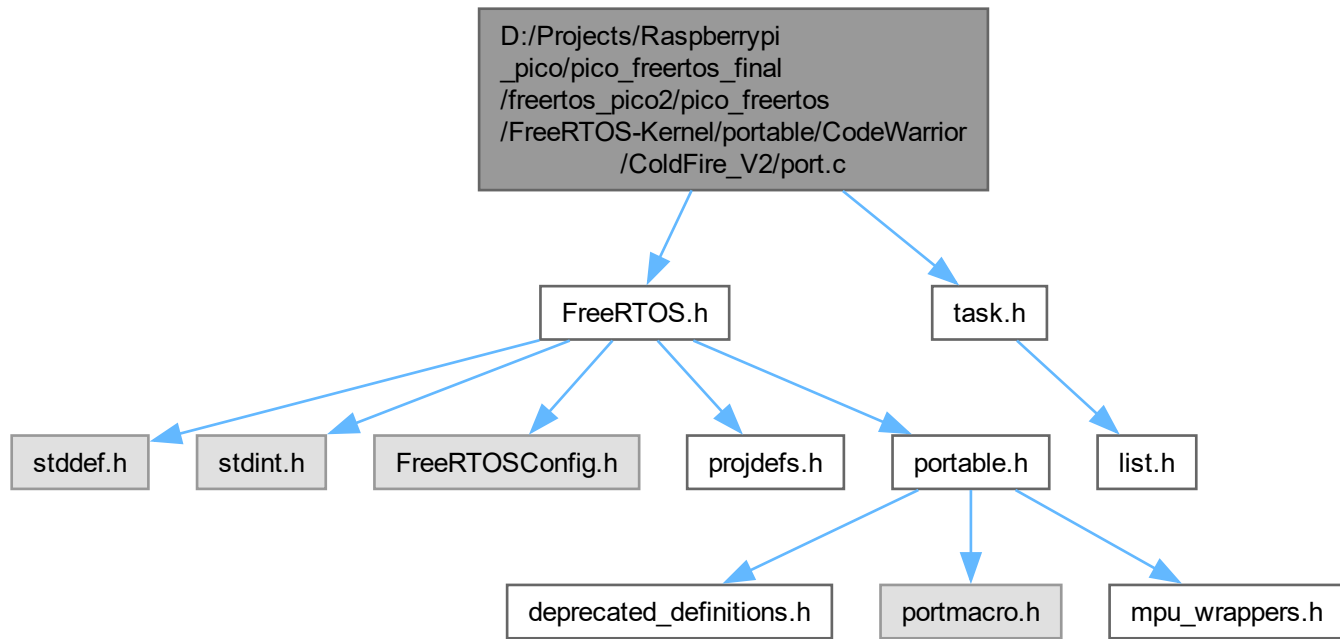 D:/Projects/Raspberrypi
_pico/pico_freertos_final
/freertos_pico2/pico_freertos
/FreeRTOS-Kernel/portable/CodeWarrior
/ColdFire_V2/port.c
FreeRTOS.h
task.h
stddef.h
stdint.h
FreeRTOSConfig.h
projdefs.h
portable.h
list.h
deprecated_definitions.h
portmacro.h
mpu_wrappers.h